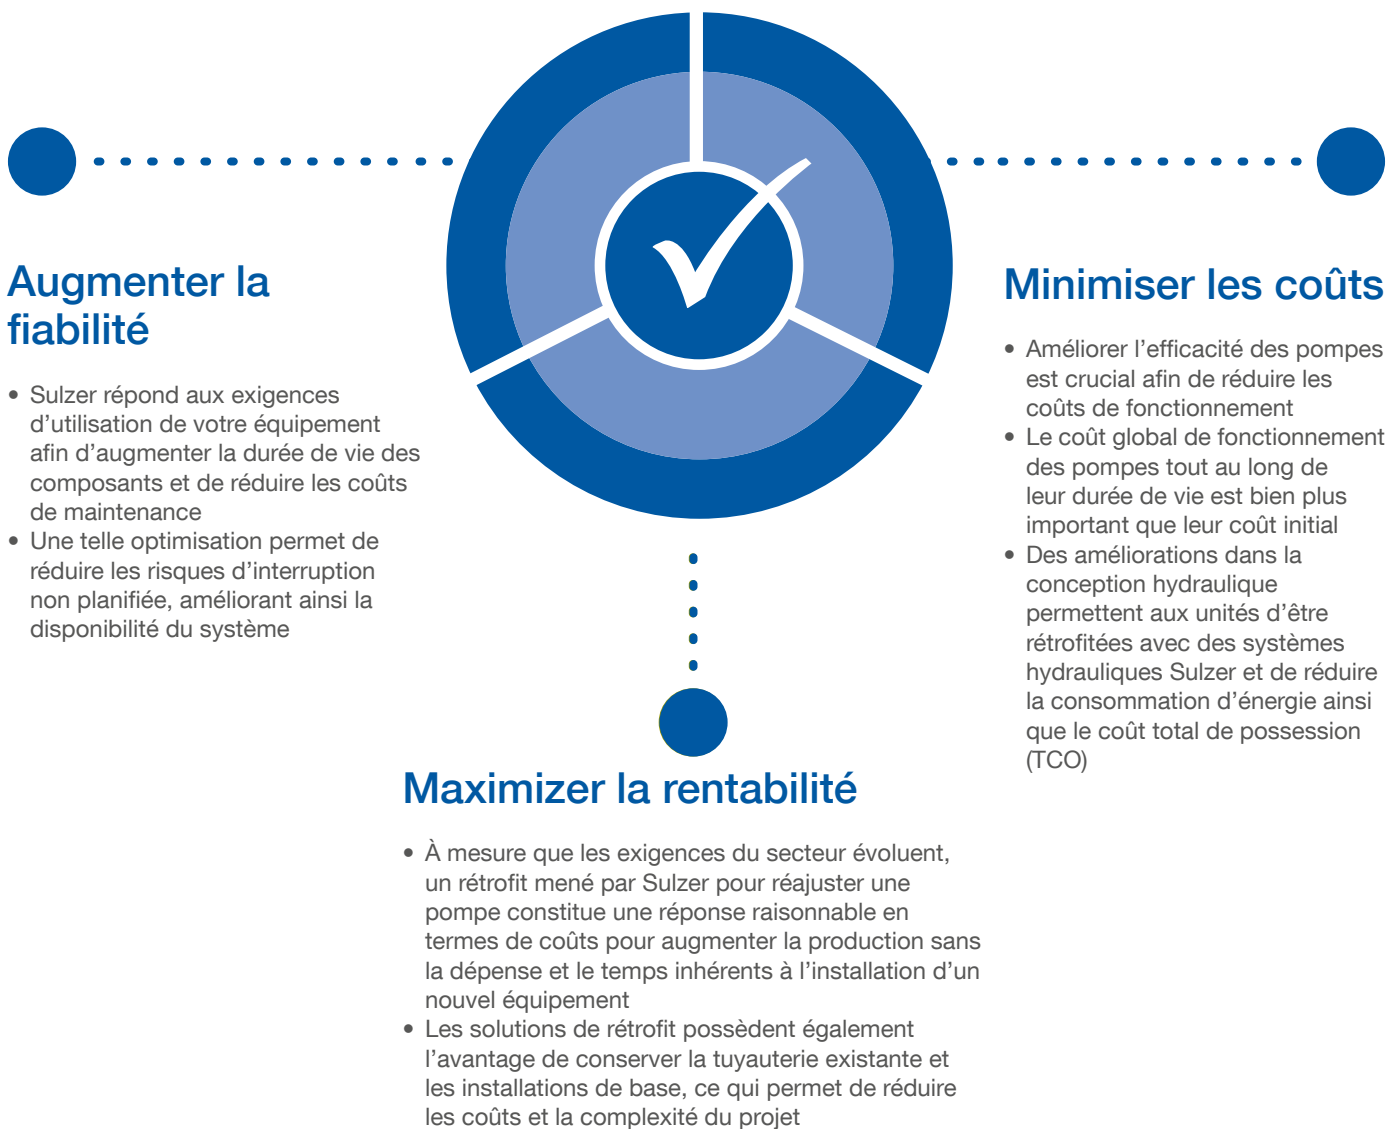 Augmenter la
fiabilité
• Sulzer répond aux exigences
d’utilisation de votre équipement
afin d’augmenter la durée de vie des
composants et de réduire les coûts
de maintenance
• Une telle optimisation permet de
réduire les risques d’interruption
non planifiée, améliorant ainsi la
disponibilité du système
Minimiser les coûts
• Améliorer l’efficacité des pompes
est crucial afin de réduire les
coûts de fonctionnement
• Le coût global de fonctionnement
des pompes tout au long de
leur durée de vie est bien plus
important que leur coût initial
• Des améliorations dans la
conception hydraulique
permettent aux unités d’être
rétrofitées avec des systèmes
hydrauliques Sulzer et de réduire
la consommation d’énergie ainsi
que le coût total de possession
(TCO)
Maximizer la rentabilité
• À mesure que les exigences du secteur évoluent,
un rétrofit mené par Sulzer pour réajuster une
pompe constitue une réponse raisonnable en
termes de coûts pour augmenter la production sans
la dépense et le temps inhérents à l’installation d’un
nouvel équipement
• Les solutions de rétrofit possèdent également
l’avantage de conserver la tuyauterie existante et
les installations de base, ce qui permet de réduire
les coûts et la complexité du projet